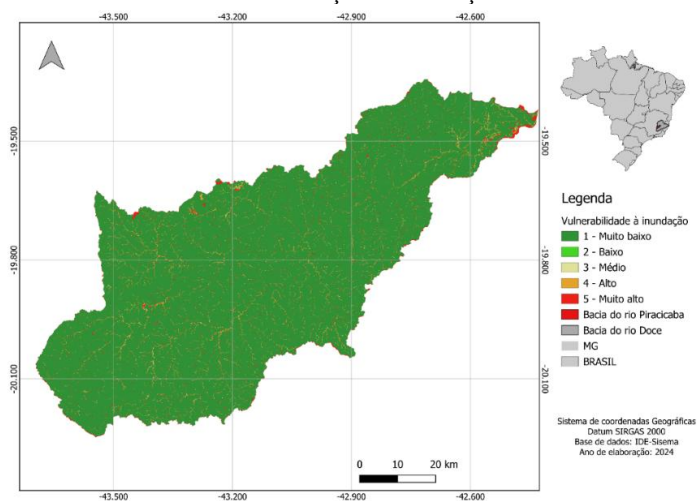 -43.500 -43.200 -42.900 -42.600
-19.500 -19.500
-19.800 -19.800
-20.100 -20.100
Legenda
Vulnerabilidade à inundação
1 - Muito baixo
2 - Baixo
3 - Médio
4 - Alto
5 - Muito alto
Bacia do rio Piracicaba
Bacia do rio Doce
MG
BRASIL
Sistema de coordenadas Geográficas
Datum SIRGAS 2000
Base de dados: IDE-Sisema
Ano de elaboração: 2024
0 10 20 km
-43.500 -43.200 -42.900 -42.600